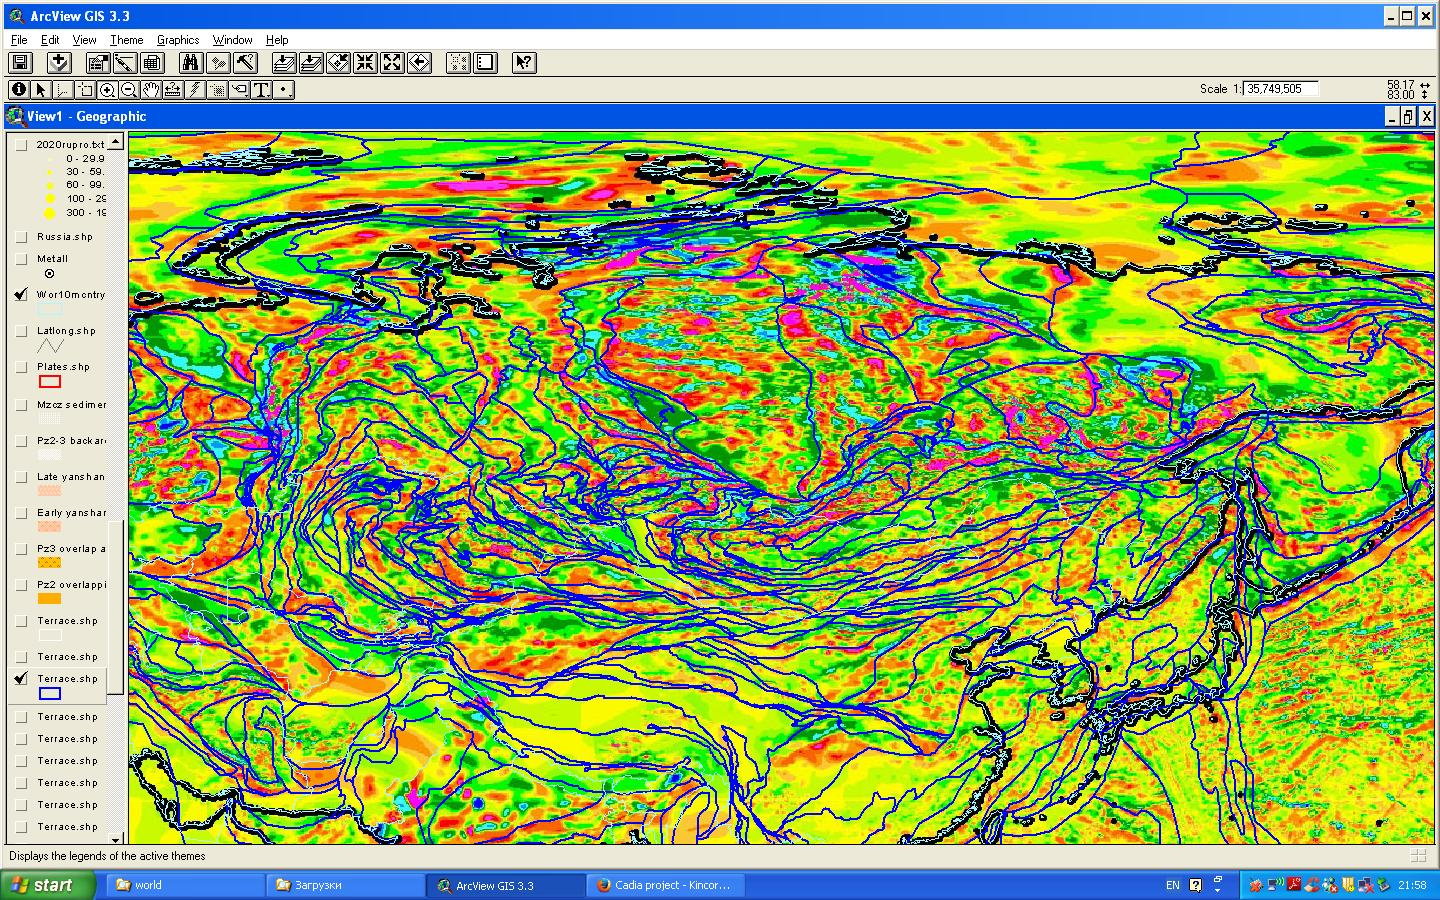 ArcView GIS 3.3
File Edit View Theme Graphics Window Help
Scale 1: 35,749,505
58.17
83.00
View1 - Geographic
2020rupro.txt
0 - 29.9
30 - 59.
60 - 99.
100 - 29
300 - 19
Russia.shp
Metall
Wor10mcntry
Latlong.shp
Plates.shp
Mzcz sedimer
Pz2-3 backarc
Late yanshan
Early yanshar
Pz3 overlap a
Pz2 overlappi
Terrace.shp
Terrace.shp
Terrace.shp
Terrace.shp
Terrace.shp
Terrace.shp
Terrace.shp
Terrace.shp
Terrace.shp
Displays the legends of the active themes
start
world
Загрузки
ArcView GIS 3.3
Cadia project - Kincor...
EN
21:58